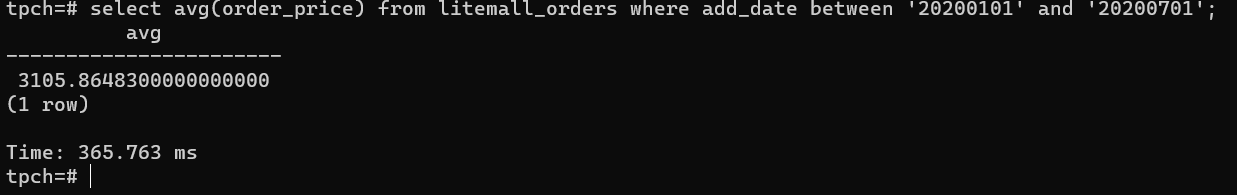 tpch=# select avg(order_price) from litemall_orders where add_date between '20200101' and '20200701';
avg
-----------------------
3105.8648300000000000
(1 row)
Time: 365.763 ms
tpch=#